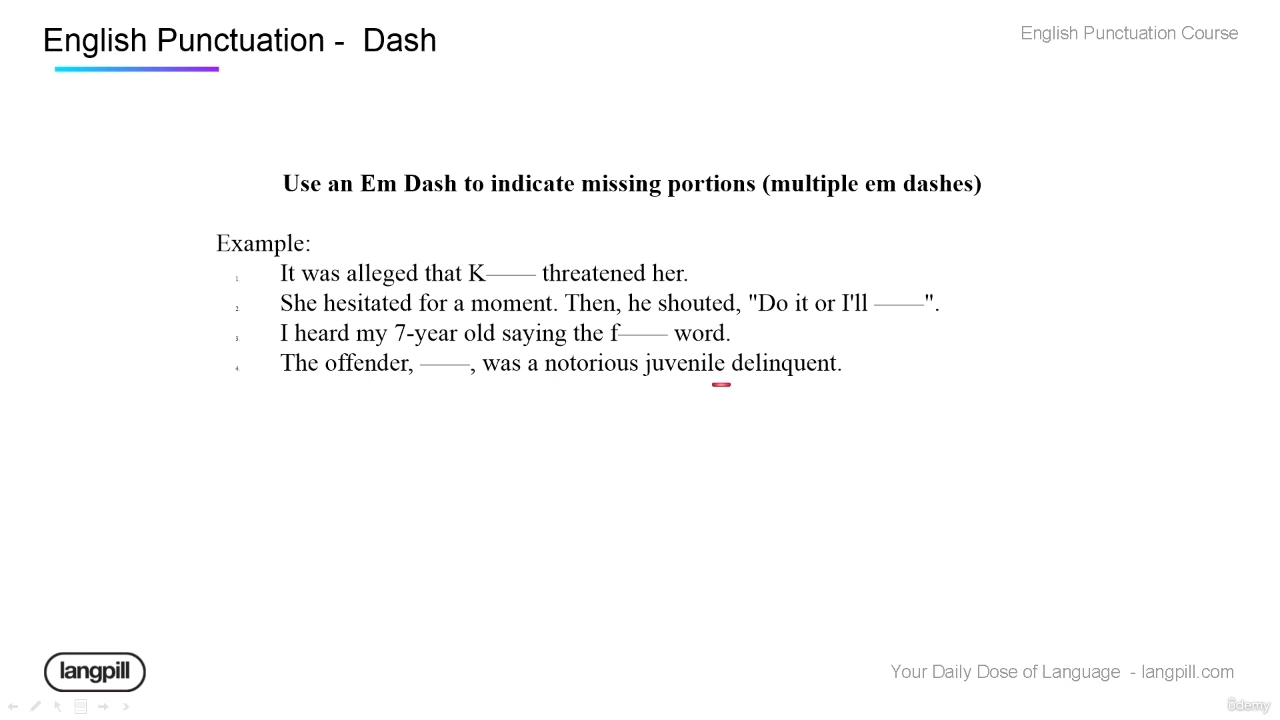 English Punctuation - Dash
English Punctuation Course
Use an Em Dash to indicate missing portions (multiple em dashes)
Example:
1. It was alleged that K—— threatened her.
2. She hesitated for a moment. Then, he shouted, "Do it or I'll ——".
3. I heard my 7-year old saying the f—— word.
4. The offender, ——, was a notorious juvenile delinquent.
langpill
Your Daily Dose of Language - langpill.com
ûdemy